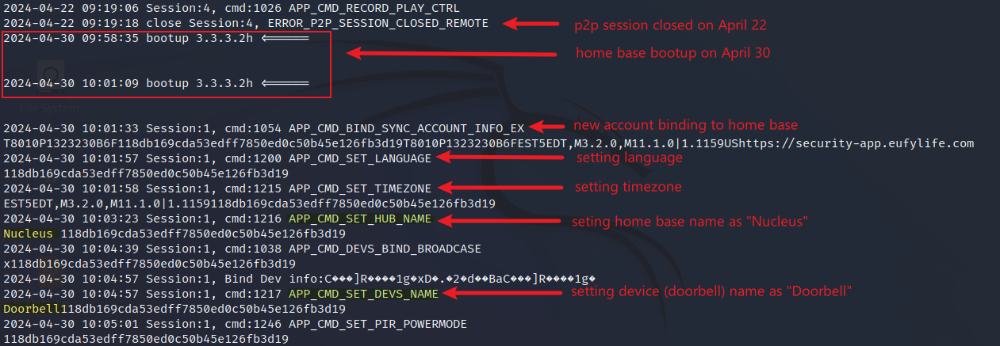 2024-04-22 09:19:06 Session:4, cmd:1026 APP_CMD_RECORD_PLAY_CTRL
2024-04-22 09:19:18 close Session:4, ERROR_P2P_SESSION_CLOSED_REMOTE p2p session closed on April 22
2024-04-30 09:58:35 bootup 3.3.3.2h <======
home base bootup on April 30
2024-04-30 10:01:09 bootup 3.3.3.2h <======
File System
2024-04-30 10:01:33 Session:1, cmd:1054 APP_CMD_BIND_SYNC_ACCOUNT_INFO_EX new account binding to home base
T8010P1323230B6F118db169cda53edff7850ed0c50b45e126fb3d19T8010P1323230B6FEST5EDT,M3.2.0,M11.1.0|1.1159UShttps://security-app.eufylife.com
2024-04-30 10:01:57 Session:1, cmd:1200 APP_CMD_SET_LANGUAGE setting language
118db169cda53edff7850ed0c50b45e126fb3d19
2024-04-30 10:01:58 Session:1, cmd:1215 APP_CMD_SET_TIMEZONE setting timezone
EST5EDT,M3.2.0,M11.1.0|1.1159118db169cda53edff7850ed0c50b45e126fb3d19
2024-04-30 10:03:23 Session:1, cmd:1216 APP_CMD_SET_HUB_NAME seting home base name as "Nucleus"
Nucleus 118db169cda53edff7850ed0c50b45e126fb3d19
2024-04-30 10:04:39 Session:1, cmd:1038 APP_CMD_DEVS_BIND_BROADCASE
x118db169cda53edff7850ed0c50b45e126fb3d19
2024-04-30 10:04:57 Session:1, Bind Dev info:C���]R����1g�xD�.�2�d��BaC���]R����1g�
2024-04-30 10:04:57 Session:1, cmd:1217 APP_CMD_SET_DEVS_NAME setting device (doorbell) name as "Doorbell"
Doorbell118db169cda53edff7850ed0c50b45e126fb3d19
2024-04-30 10:05:01 Session:1, cmd:1246 APP_CMD_SET_PIR_POWERMODE
118db169cda53edff7850ed0c50b45e126fb3d19